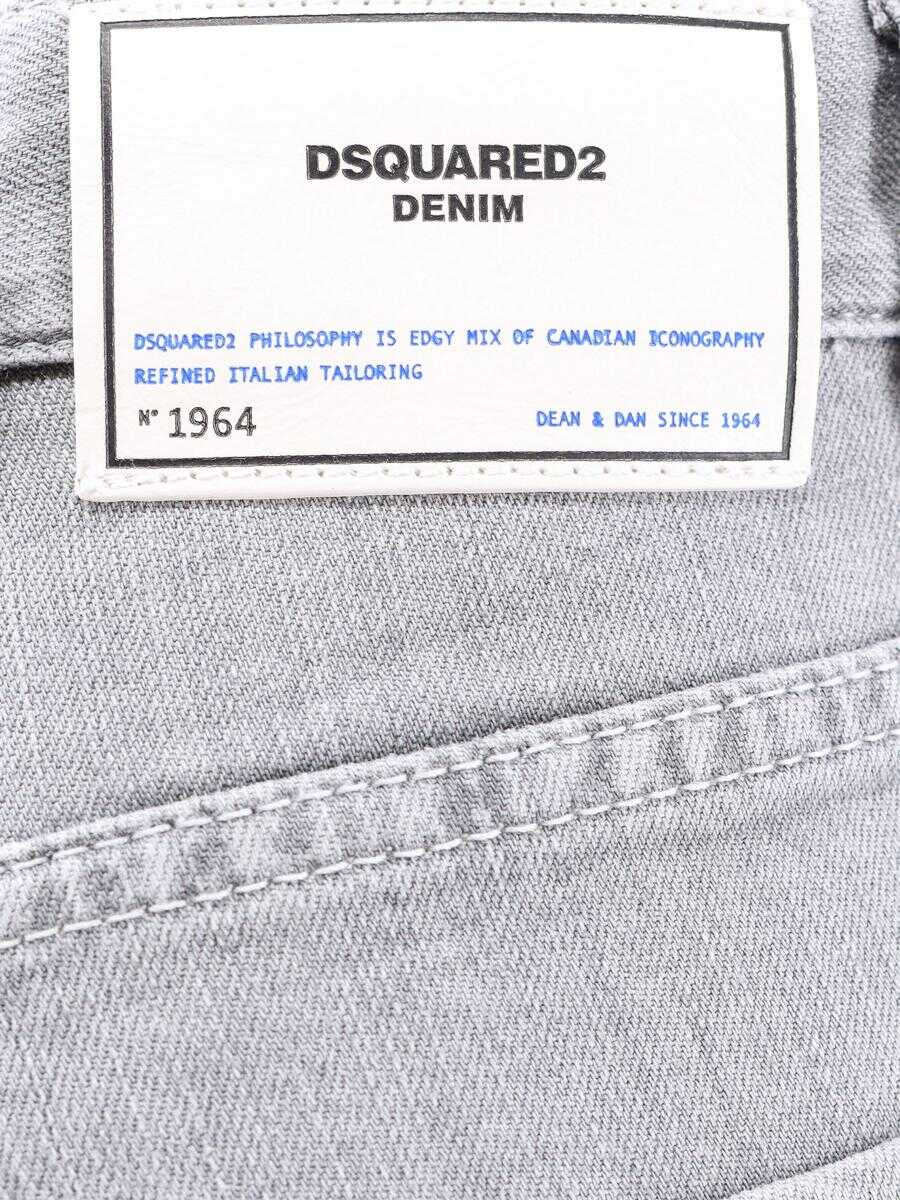 DSQUARED2
DENIM
DSQUARED2 PHILOSOPHY IS EDGY MIX OF CANADIAN ICONOGRAPHY
REFINED ITALIAN TAILORING
N° 1964
DEAN & DAN SINCE 1964